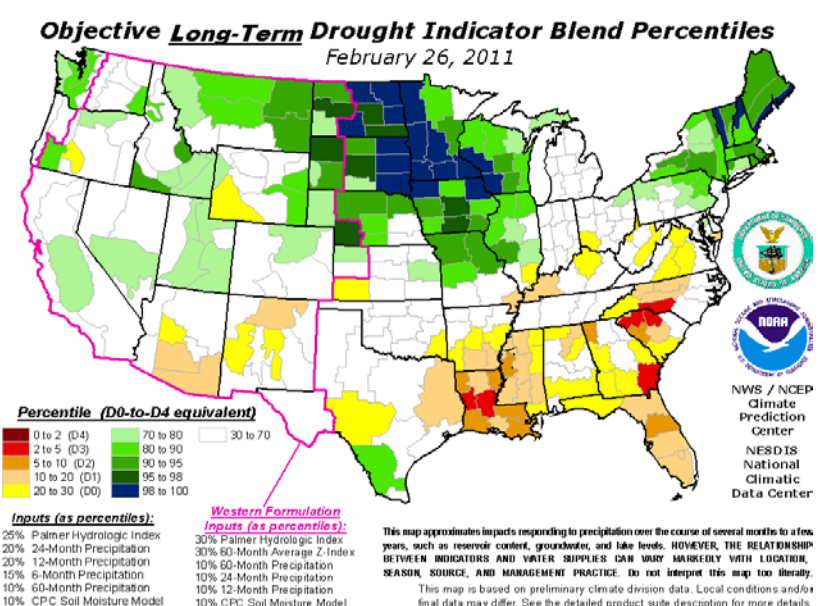 Objective Long-Term Drought Indicator Blend Percentiles
February 26, 2011
NOAA
NWS / NCEP
Climate
Prediction
Center
NESDIS
National
Climatic
Data Center
Percentile (D0-to-D4 equivalent)
0 to 2 (D4) 70 to 80 30 to 70
2 to 5 (D3) 80 to 90
5 to 10 (D2) 90 to 95
10 to 20 (D1) 95 to 98
20 to 30 (D0) 98 to 100
Inputs (as percentiles):
25% Palmer Hydrologic Index
20% 24-Month Precipitation
20% 12-Month Precipitation
15% 6-Month Precipitation
10% 60-Month Precipitation
10% CPC Soil Moisture Model
Western Formulation
Inputs (as percentiles):
30% Palmer Hydrologic Index
30% 60-Month Average Z-Index
10% 60-Month Precipitation
10% 24-Month Precipitation
10% 12-Month Precipitation
10% CPC Soil Moisture Model
This map approximates impacts responding to precipitation over the course of several months to a few
years, such as reservoir content, groundwater, and lake levels. HOWEVER, THE RELATIONSHIP
BETWEEN INDICATORS AND WATER SUPPLIES CAN VARY MARKEDLY WITH LOCATION,
SEASON, SOURCE, AND MANAGEMENT PRACTICE. Do not interpret this map too literally.
This map is based on preliminary climate division data. Local conditions and/or
final data may differ. See the detailed product suite description for more details.